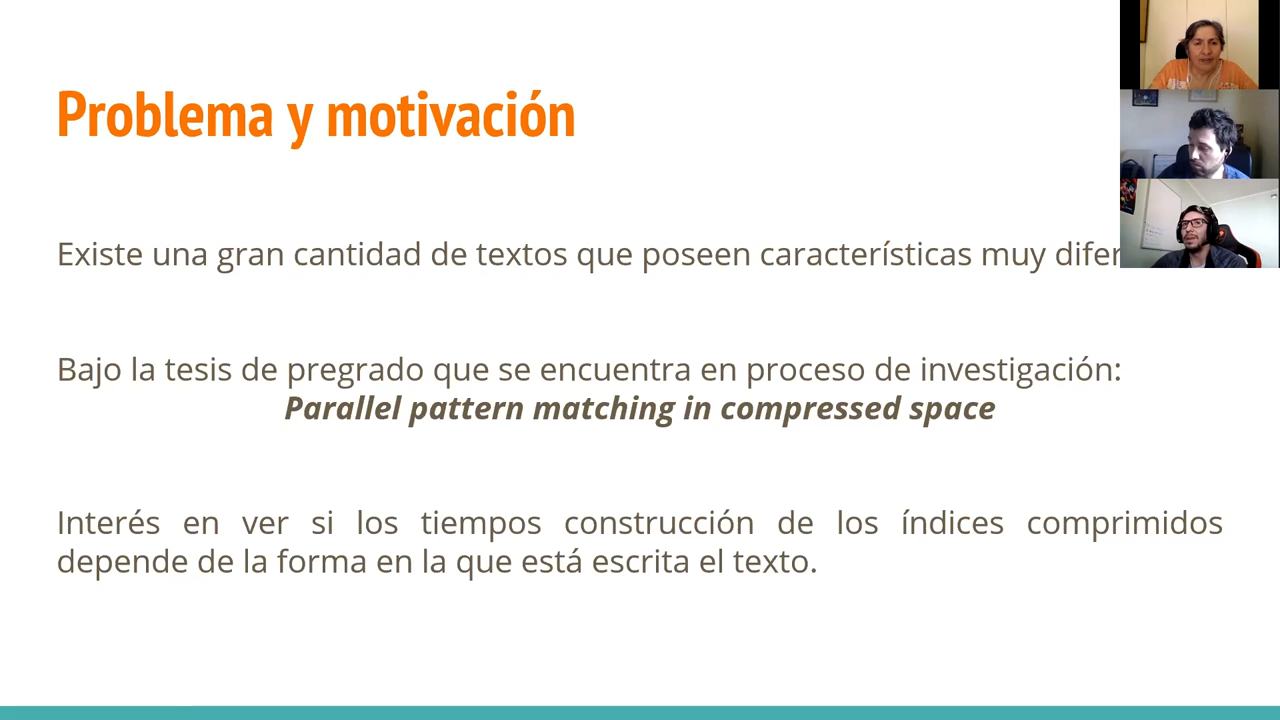 Problema y motivación
Existe una gran cantidad de textos que poseen características muy
Bajo la tesis de pregrado que se encuentra en proceso de investigación:
Parallel pattern matching in compressed space
Interés en ver si los tiempos construcción de los índices comprimidos
depende de la forma en la que está escrita el texto.